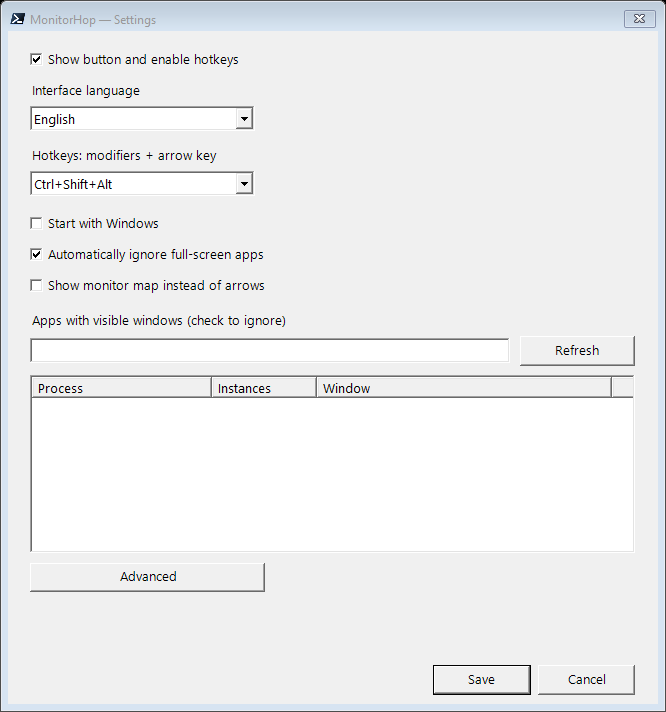 MonitorHop — Settings
Show button and enable hotkeys
Interface language
English
Hotkeys: modifiers + arrow key
Ctrl+Shift+Alt
Start with Windows
Automatically ignore full-screen apps
Show monitor map instead of arrows
Apps with visible windows (check to ignore)
Refresh
Process Instances Window
Advanced
Save Cancel